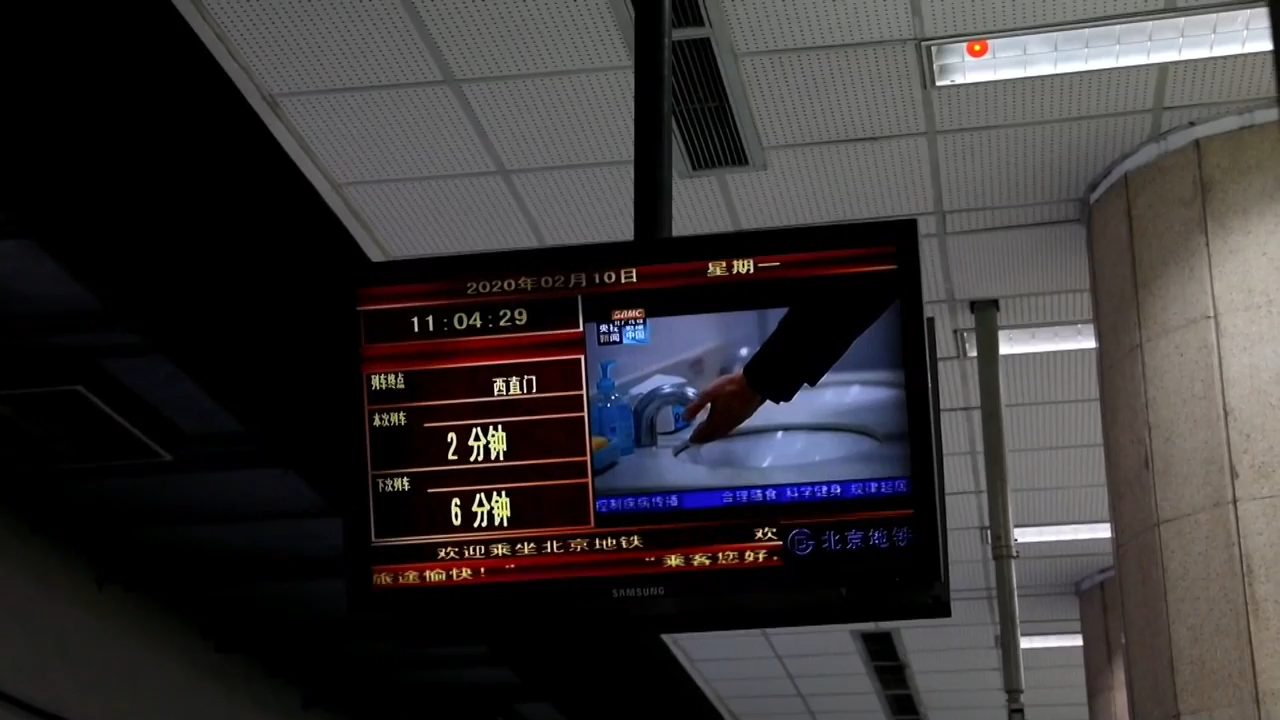 2020年02月10日 星期一
11:04:29
列车终点 西直门
本次列车
2 分钟
下次列车
6 分钟
央视
新闻
中国
控制疾病传播 合理膳食 科学健身 规律起居
欢迎乘坐北京地铁 欢
北京地铁
旅途愉快！" "乘客您好，
SAMSUNG